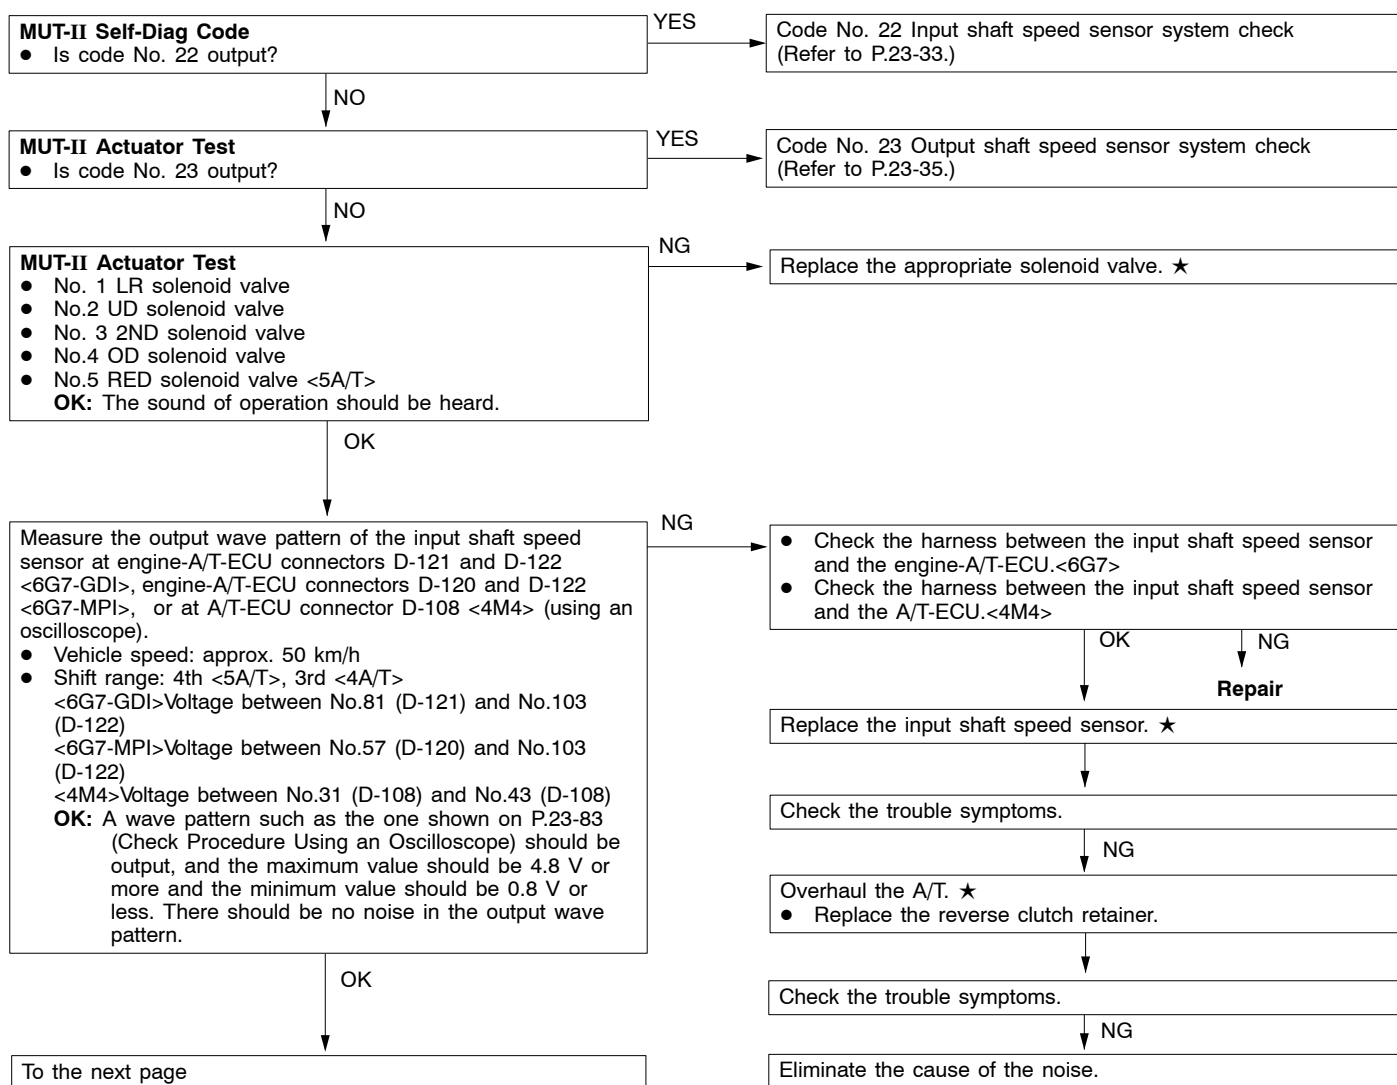 MUT-II Self-Diag Code
● Is code No. 22 output?
YES
Code No. 22 Input shaft speed sensor system check
(Refer to P.23-33.)
NO
MUT-II Actuator Test
● Is code No. 23 output?
YES
Code No. 23 Output shaft speed sensor system check
(Refer to P.23-35.)
NO
MUT-II Actuator Test
● No. 1 LR solenoid valve
● No.2 UD solenoid valve
● No. 3 2ND solenoid valve
● No.4 OD solenoid valve
● No.5 RED solenoid valve <5A/T>
OK: The sound of operation should be heard.
NG
Replace the appropriate solenoid valve. ★
OK
Measure the output wave pattern of the input shaft speed
sensor at engine-A/T-ECU connectors D-121 and D-122
<6G7-GDI>, engine-A/T-ECU connectors D-120 and D-122
<6G7-MPI>, or at A/T-ECU connector D-108 <4M4> (using an
oscilloscope).
● Vehicle speed: approx. 50 km/h
● Shift range: 4th <5A/T>, 3rd <4A/T>
<6G7-GDI>Voltage between No.81 (D-121) and No.103
(D-122)
<6G7-MPI>Voltage between No.57 (D-120) and No.103
(D-122)
<4M4>Voltage between No.31 (D-108) and No.43 (D-108)
OK: A wave pattern such as the one shown on P.23-83
(Check Procedure Using an Oscilloscope) should be
output, and the maximum value should be 4.8 V or
more and the minimum value should be 0.8 V or
less. There should be no noise in the output wave
pattern.
NG
● Check the harness between the input shaft speed sensor
and the engine-A/T-ECU.<6G7>
● Check the harness between the input shaft speed sensor
and the A/T-ECU.<4M4>
OK
NG
Repair
Replace the input shaft speed sensor. ★
Check the trouble symptoms.
NG
Overhaul the A/T. ★
● Replace the reverse clutch retainer.
Check the trouble symptoms.
NG
Eliminate the cause of the noise.
OK
To the next page